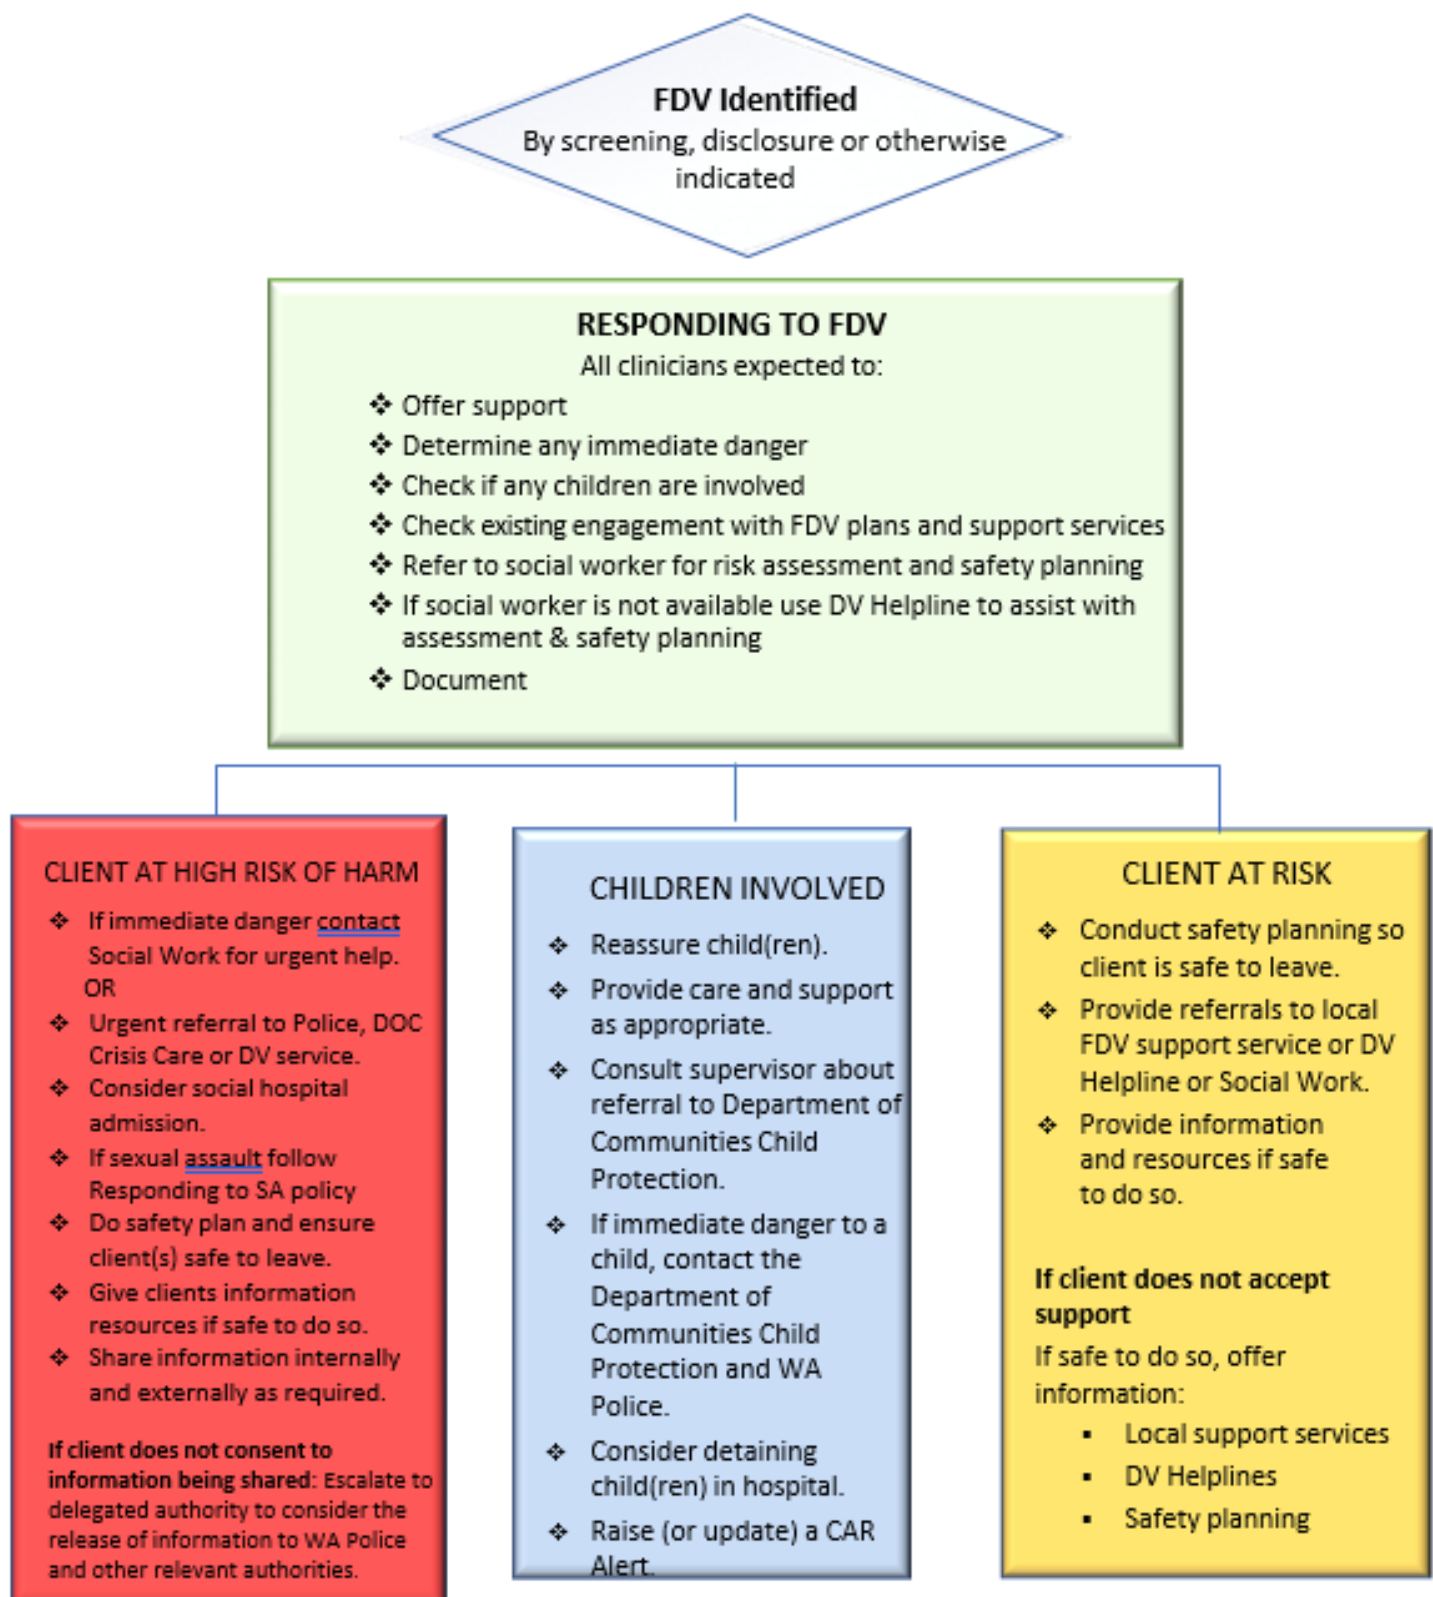 FDV Identified
By screening, disclosure or otherwise
indicated
RESPONDING TO FDV
All clinicians expected to:
❖ Offer support
❖ Determine any immediate danger
❖ Check if any children are involved
❖ Check existing engagement with FDV plans and support services
❖ Refer to social worker for risk assessment and safety planning
❖ If social worker is not available use DV Helpline to assist with
assessment & safety planning
❖ Document
CLIENT AT HIGH RISK OF HARM
❖ If immediate danger contact
Social Work for urgent help.
OR
❖ Urgent referral to Police, DOC
Crisis Care or DV service.
❖ Consider social hospital
admission.
❖ If sexual assault follow
Responding to SA policy
❖ Do safety plan and ensure
client(s) safe to leave.
❖ Give clients information
resources if safe to do so.
❖ Share information internally
and externally as required.
If client does not consent to
information being shared: Escalate to
delegated authority to consider the
release of information to WA Police
and other relevant authorities.
CHILDREN INVOLVED
❖ Reassure child(ren).
❖ Provide care and support
as appropriate.
❖ Consult supervisor about
referral to Department of
Communities Child
Protection.
❖ If immediate danger to a
child, contact the
Department of
Communities Child
Protection and WA
Police.
❖ Consider detaining
child(ren) in hospital.
❖ Raise (or update) a CAR
Alert.
CLIENT AT RISK
❖ Conduct safety planning so
client is safe to leave.
❖ Provide referrals to local
FDV support service or DV
Helpline or Social Work.
❖ Provide information
and resources if safe
to do so.
If client does not accept
support
If safe to do so, offer
information:
▪ Local support services
▪ DV Helplines
▪ Safety planning